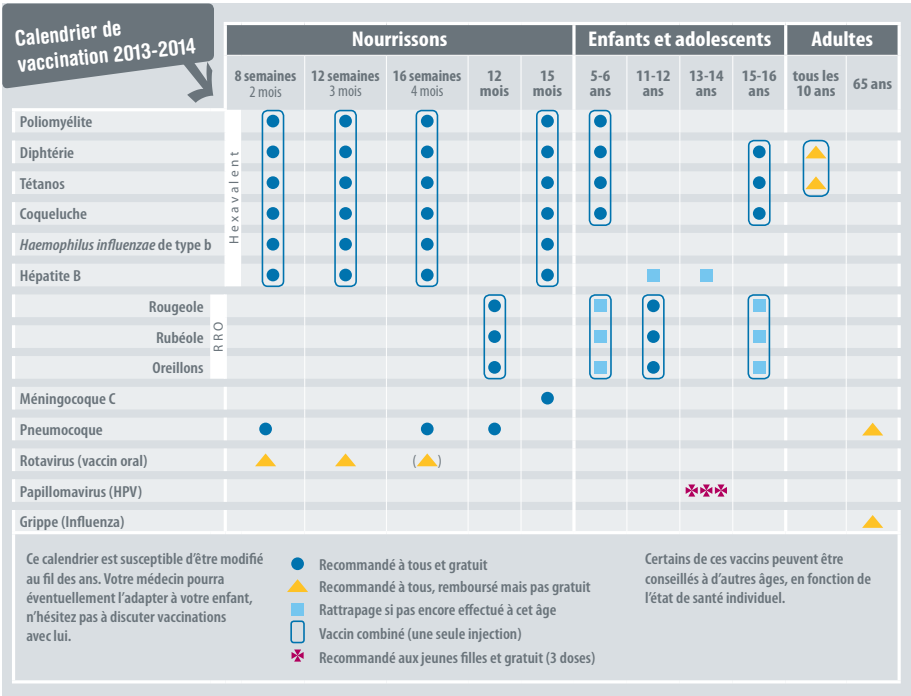 Calendrier de
vaccination 2013-2014
Nourrissons
Enfants et adolescents
Adultes
8 semaines
2 mois
12 semaines
3 mois
16 semaines
4 mois
12
mois
15
mois
5-6
ans
11-12
ans
13-14
ans
15-16
ans
tous les
10 ans
65 ans
Hexavalent
Poliomyélite
Diphtérie
Tétanos
Coqueluche
Haemophilus influenzae de type b
Hépatite B
RRO
Rougeole
Rubéole
Oreillons
Méningocoque C
Pneumocoque
Rotavirus (vaccin oral)
( )
Papillomavirus (HPV)
Grippe (Influenza)
Ce calendrier est susceptible d'être modifié
au fil des ans. Votre médecin pourra
éventuellement l'adapter à votre enfant,
n'hésitez pas à discuter vaccinations
avec lui.
Recommandé à tous et gratuit
Recommandé à tous, remboursé mais pas gratuit
Rattrapage si pas encore effectué à cet âge
Vaccin combiné (une seule injection)
Recommandé aux jeunes filles et gratuit (3 doses)
Certains de ces vaccins peuvent être
conseillés à d'autres âges, en fonction de
l'état de santé individuel.